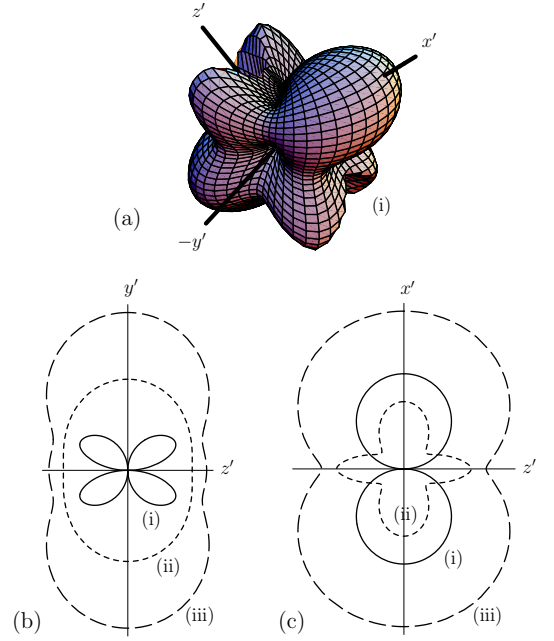 z′
x′
(i)
(a)
−y′
y′
z′
(i)
(ii)
(iii)
(b)
x′
z′
(ii)
(i)
(iii)
(c)